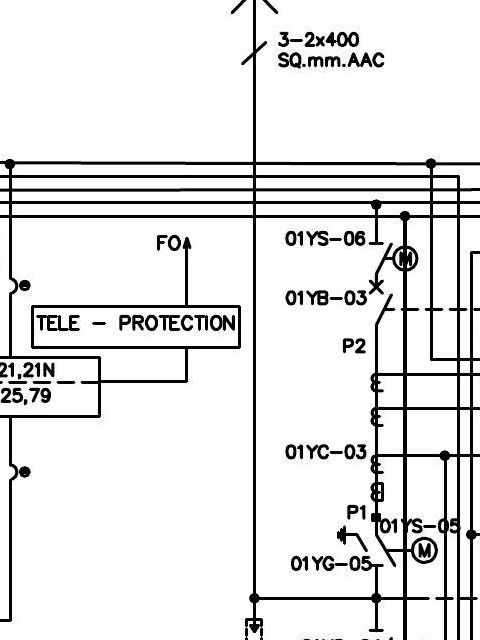 3-2x400
SQ.mm.AAC
FO
01YS-06
M
01YB-03
TELE - PROTECTION
P2
21,21N
25,79
01YC-03
P1
01YS-05
M
01YG-05